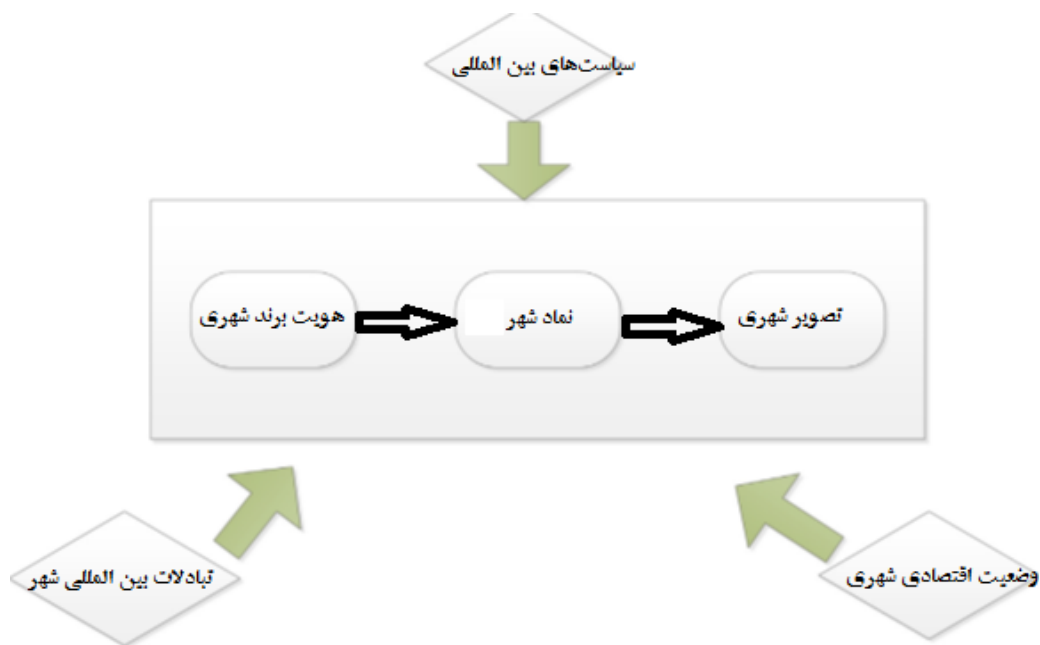 سیاست‌های بین المللی
تصویر شهری
نماد شهر
هویت برند شهری
وضعیت اقتصادی شهری
تبادلات بین المللی شهر